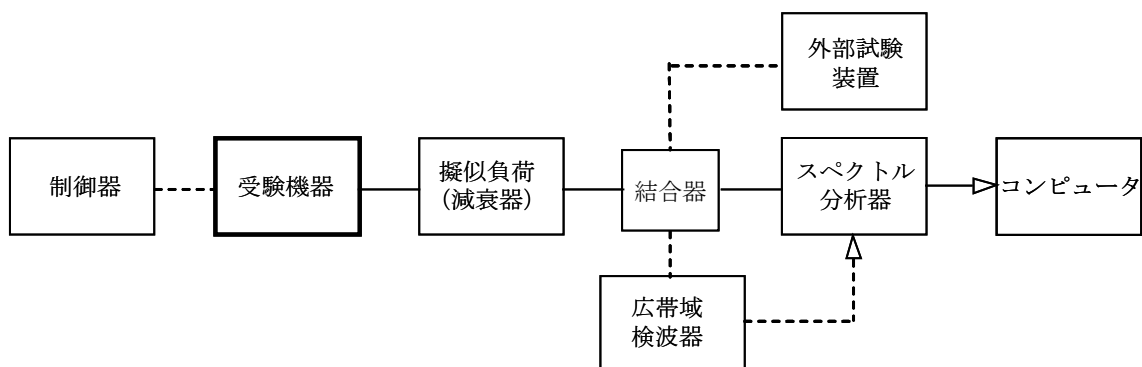 外部試験
装置
制御器
受験機器
擬似負荷
(減衰器)
結合器
スペクトル
分析器
コンピュータ
広帯域
検波器